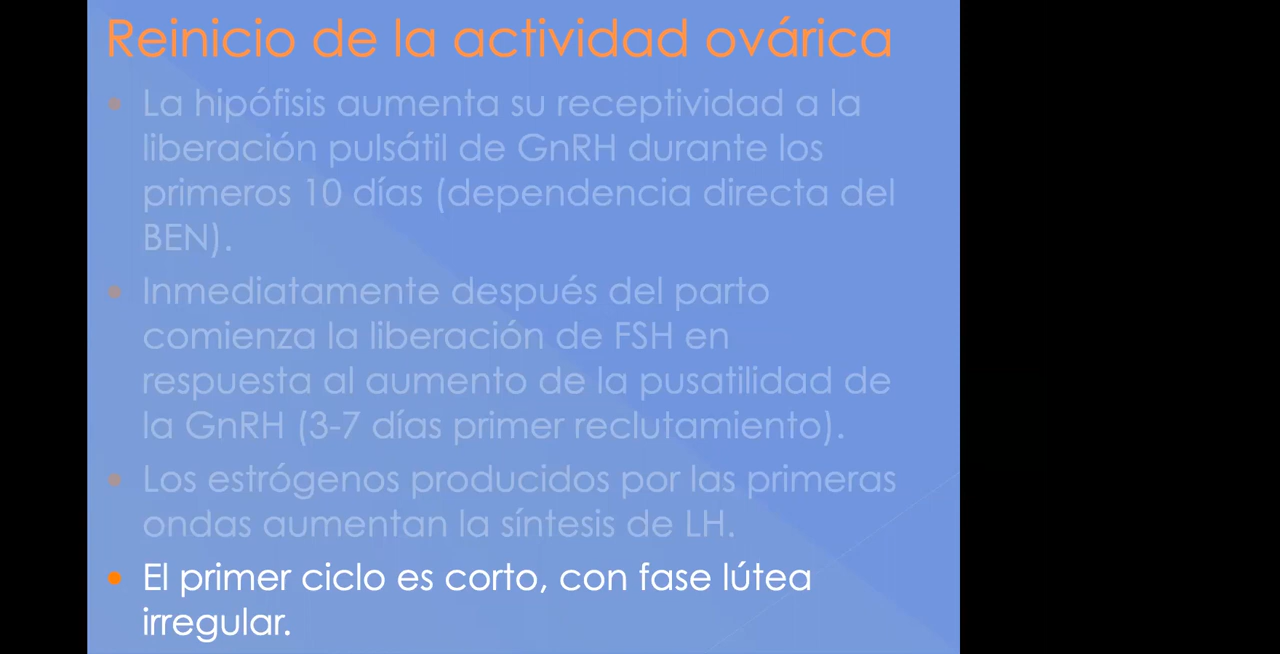 Reinicio de la actividad ovárica
• La hipófisis aumenta su receptividad a la
liberación pulsátil de GnRH durante los
primeros 10 días (dependencia directa del
BEN).
• Inmediatamente después del parto
comienza la liberación de FSH en
respuesta al aumento de la pusatilidad de
la GnRH (3-7 días primer reclutamiento).
• Los estrógenos producidos por las primeras
ondas aumentan la síntesis de LH.
• El primer ciclo es corto, con fase lútea
irregular.